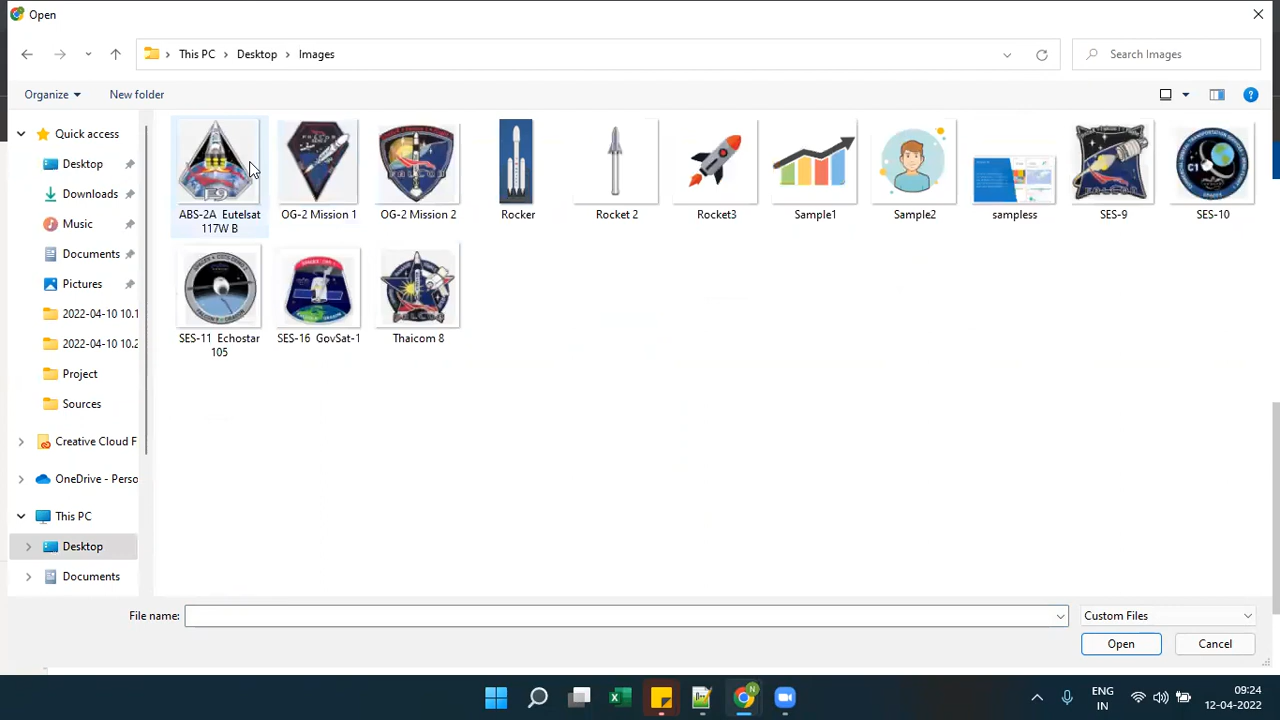 Open
This PC > Desktop > Images
Search Images
Organize
New folder
Quick access
Desktop
Downloads
Music
Documents
Pictures
2022-04-10 10.1
2022-04-10 10.2
Project
Sources
Creative Cloud F
OneDrive - Perso
This PC
Desktop
Documents
ABS-2A Eutelsat
117W B
OG-2 Mission 1
OG-2 Mission 2
Rocker
Rocket 2
Rocket3
Sample1
Sample2
sampless
SES-9
SES-10
SES-11 Echostar
105
SES-16 GovSat-1
Thaicom 8
F9
FALCON
C1
File name:
Custom Files
Open
Cancel
N
ENG
IN
09:24
12-04-2022